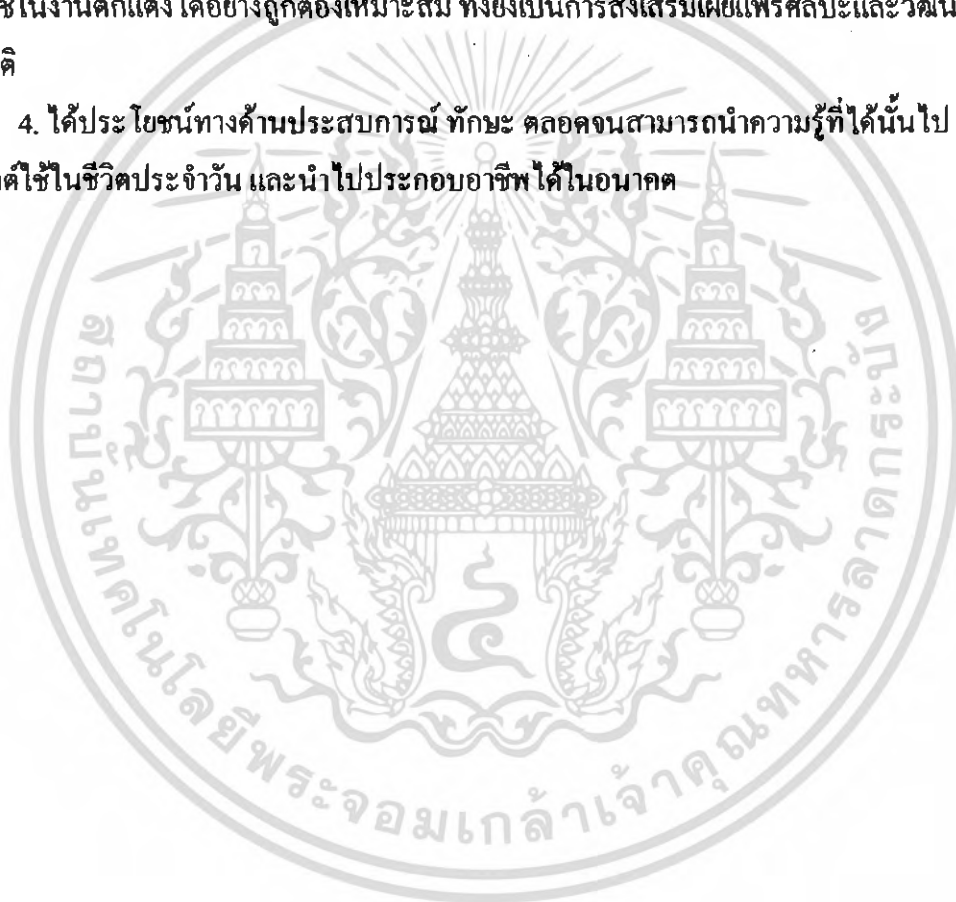 ช้ในงานตกแต่งได้อย่างถูกต้องเหมาะสม ทั้งยังเป็นการส่งเสริมเผยแพร่ศิลปะและวัฒน
ติ
4. ได้ประโยชน์ทางด้านประสบการณ์ ทักษะ ตลอดจนสามารถนำความรู้ที่ได้นั้นไป
ต์ใช้ในชีวิตประจำวัน และนำไปประกอบอาชีพได้ในอนาคต
สถาบันเทคโนโลยีพระจอมเกล้าเจ้าคุณทหารลาดกระบัง
๔